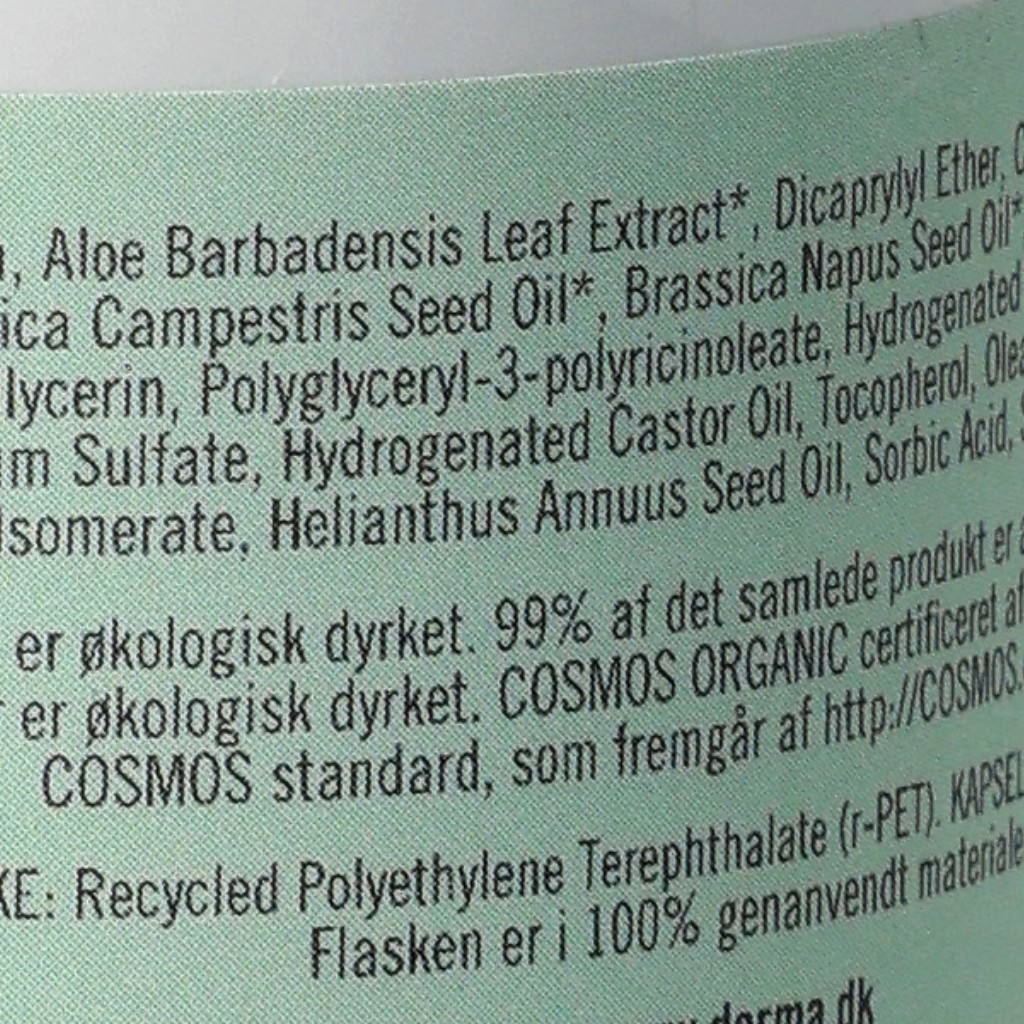 Aloe Barbadensis Leaf Extract*, Dicaprylyl Ether,
Campestris Seed Oil*, Brassica Napus Seed Oil*
Polyglyceryl-3-polyricinoleate, Hydrogenated
Sulfate, Hydrogenated Castor Oil, Tocopherol,
Isomerate, Helianthus Annuus Seed Oil, Sorbic Acid,
er økologisk dyrket. 99% af det samlede produkt er
er økologisk dyrket. COSMOS ORGANIC certificeret af
COSMOS standard, som fremgår af http://COSMOS.
Recycled Polyethylene Terephthalate (r-PET). KAPSEL
Flasken er i 100% genanvendt materiale
derma.dk